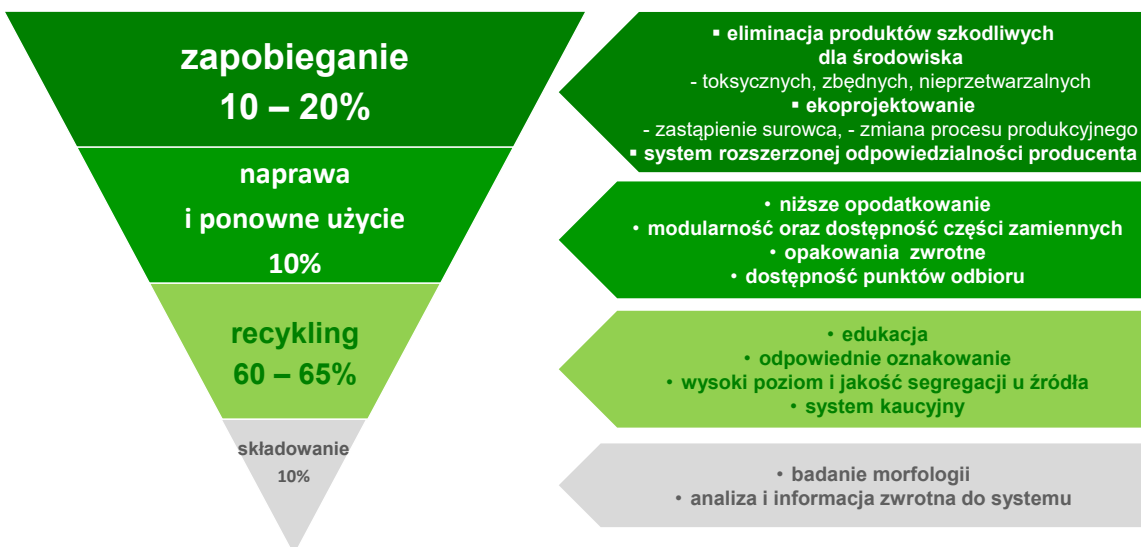 zapobieganie
10 – 20%
▪ eliminacja produktów szkodliwych
dla środowiska
- toksycznych, zbędnych, nieprzetwarzalnych
▪ ekoprojektowanie
- zastąpienie surowca, - zmiana procesu produkcyjnego
▪ system rozszerzonej odpowiedzialności producenta
naprawa
i ponowne użycie
10%
• niższe opodatkowanie
• modularność oraz dostępność części zamiennych
• opakowania zwrotne
• dostępność punktów odbioru
recykling
60 – 65%
• edukacja
• odpowiednie oznakowanie
• wysoki poziom i jakość segregacji u źródła
• system kaucyjny
składowanie
10%
• badanie morfologii
• analiza i informacja zwrotna do systemu